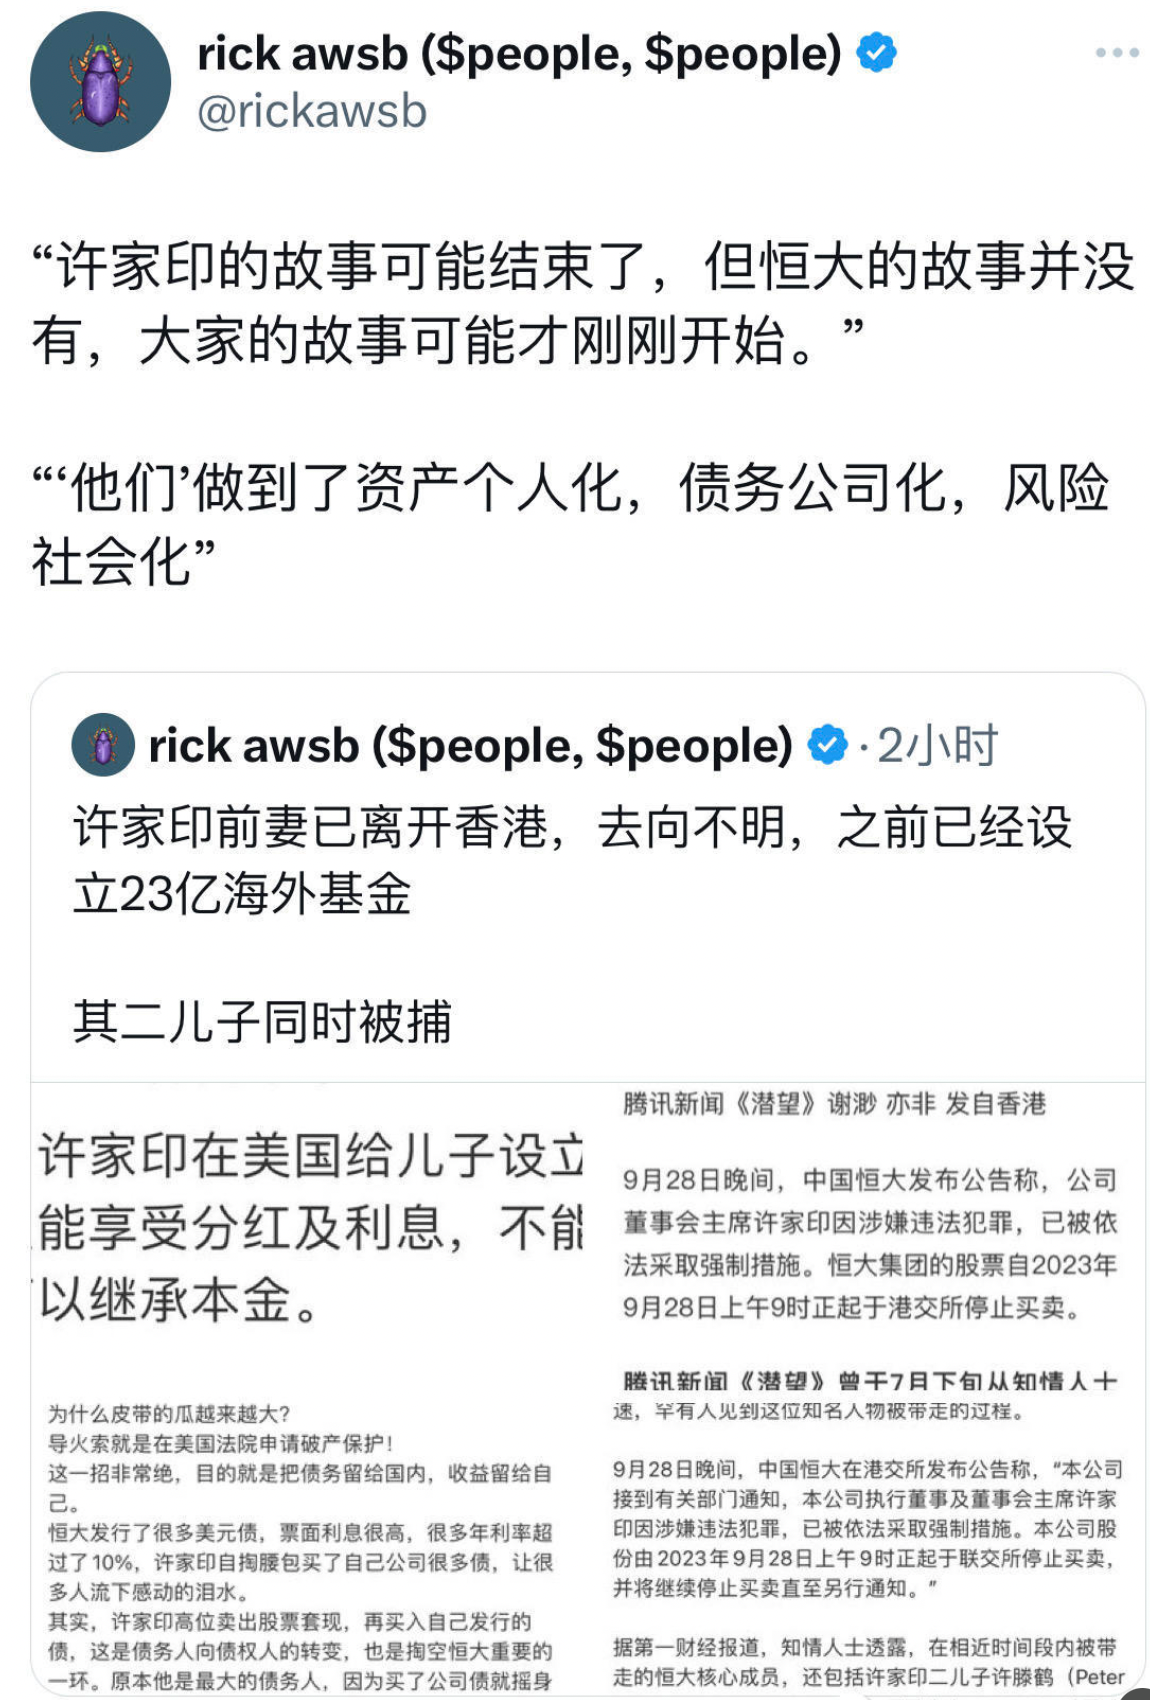 rick awsb ($people, $people)
@rickawsb
“许家印的故事可能结束了，但恒大的故事并没
有，大家的故事可能才刚刚开始。”
“‘他们’做到了资产个人化，债务公司化，风险
社会化”
rick awsb ($people, $people) · 2小时
许家印前妻已离开香港，去向不明，之前已经设
立23亿海外基金
其二儿子同时被捕
许家印在美国给儿子设立
能享受分红及利息，不能
以继承本金。
腾讯新闻《潜望》谢渺 亦非 发自香港
9月28日晚间，中国恒大发布公告称，公司
董事会主席许家印因涉嫌违法犯罪，已被依
法采取强制措施。恒大集团的股票自2023年
9月28日上午9时正起于港交所停止买卖。
腾讯新闻《潜望》曾于7月下旬从知情人士
为什么皮带的瓜越来越大?
导火索就是在美国法院申请破产保护!
这一招非常绝，目的就是把债务留给国内，收益留给自
己。
恒大发行了很多美元债，票面利息很高，很多年利率超
过了10%，许家印自掏腰包买了自己公司很多债，让很
多人流下感动的泪水。
其实，许家印高位卖出股票套现，再买入自己发行的
债，这是债务人向债权人的转变，也是掏空恒大重要的
一环。原本他是最大的债务人，因为买了公司债就摇身
速，罕有人见到这位知名人物被带走的过程。
9月28日晚间，中国恒大在港交所发布公告称，“本公司
接到有关部门通知，本公司执行董事及董事会主席许家
印因涉嫌违法犯罪，已被依法采取强制措施。本公司股
份由2023年9月28日上午9时正起于联交所停止买卖，
并将继续停止买卖直至另行通知。”
据第一财经报道，知情人士透露，在相近时间段内被带
走的恒大核心成员，还包括许家印二儿子许滕鹤（Peter